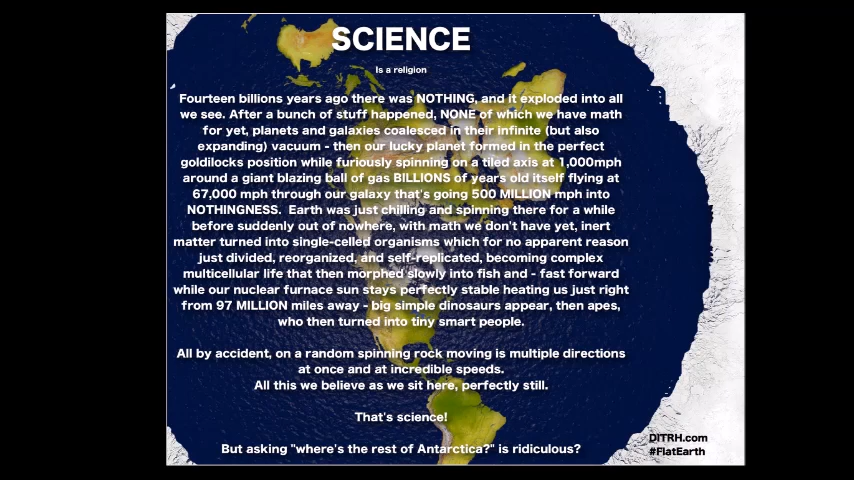 SCIENCE
Is a religion
Fourteen billions years ago there was NOTHING, and it exploded into all
we see. After a bunch of stuff happened, NONE of which we have math
for yet, planets and galaxies coalesced in their infinite (but also
expanding) vacuum - then our lucky planet formed in the perfect
goldilocks position while furiously spinning on a tiled axis at 1,000mph
around a giant blazing ball of gas BILLIONS of years old itself flying at
67,000 mph through our galaxy that's going 500 MILLION mph into
NOTHINGNESS. Earth was just chilling and spinning there for a while
before suddenly out of nowhere, with math we don't have yet, inert
matter turned into single-celled organisms which for no apparent reason
just divided, reorganized, and self-replicated, becoming complex
multicellular life that then morphed slowly into fish and - fast forward
while our nuclear furnace sun stays perfectly stable heating us just right
from 97 MILLION miles away - big simple dinosaurs appear, then apes,
who then turned into tiny smart people.
All by accident, on a random spinning rock moving is multiple directions
at once and at incredible speeds.
All this we believe as we sit here, perfectly still.
That's science!
But asking "where's the rest of Antarctica?" is ridiculous?
DITRH.com
#FlatEarth